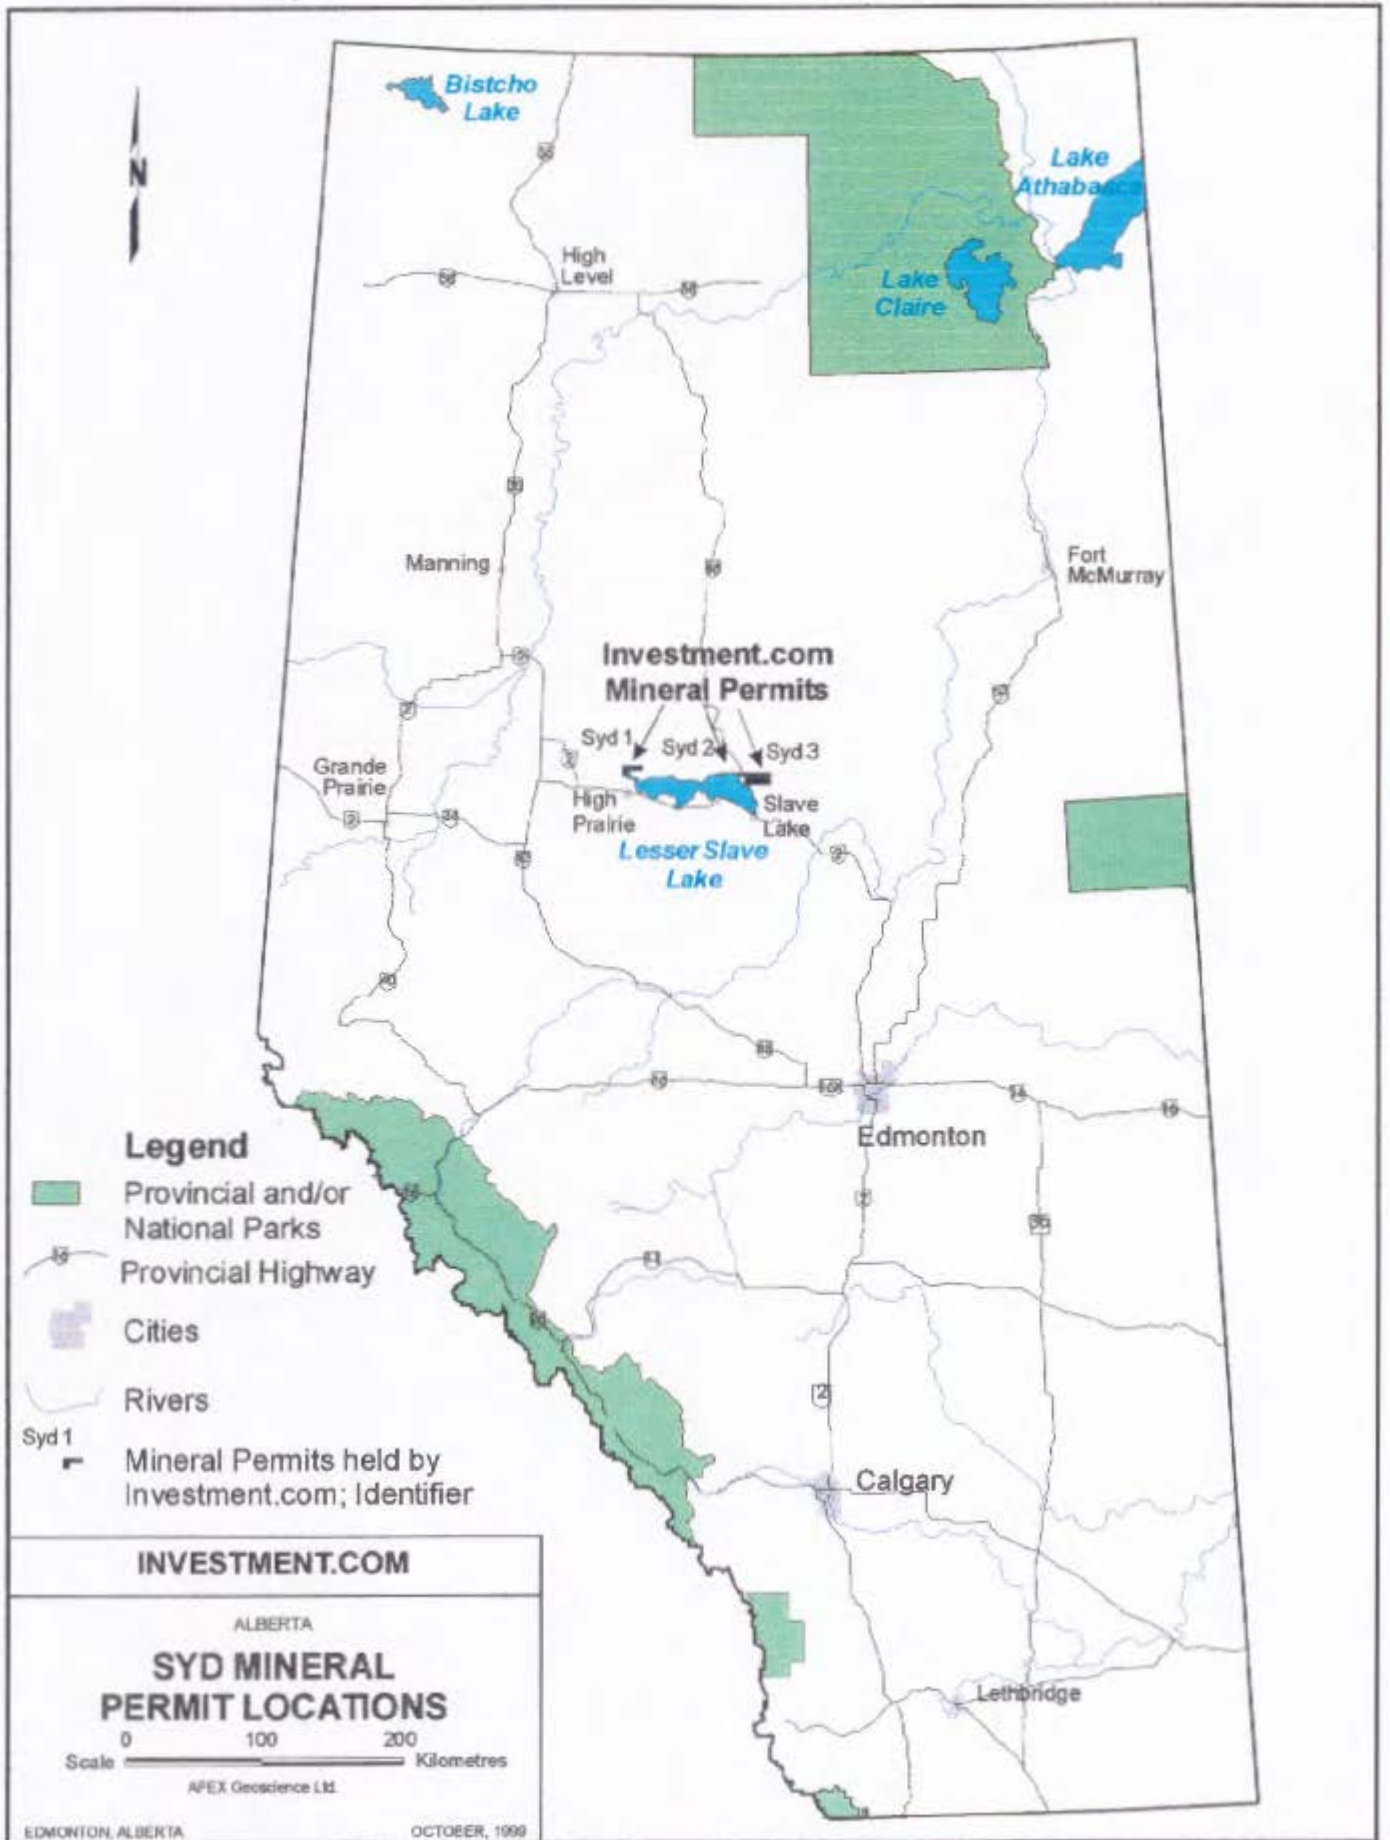 Bistcho
Lake
N
Lake
Athabasca
High
Level
Lake
Claire
Manning
Fort
McMurray
Investment.com
Mineral Permits
Syd 1
Syd 2
Syd 3
Grande
Prairie
2
High
Prairie
Slave
Lake
Lesser Slave
Lake
Edmonton
16
Legend
Provincial and/or
National Parks
Provincial Highway
Cities
Rivers
Syd 1
Mineral Permits held by
Investment.com; Identifier
2
Calgary
Lethbridge
INVESTMENT.COM
ALBERTA
SYD MINERAL
PERMIT LOCATIONS
0 100 200
Scale Kilometres
APEX Geoscience Ltd.
EDMONTON, ALBERTA OCTOBER, 1999